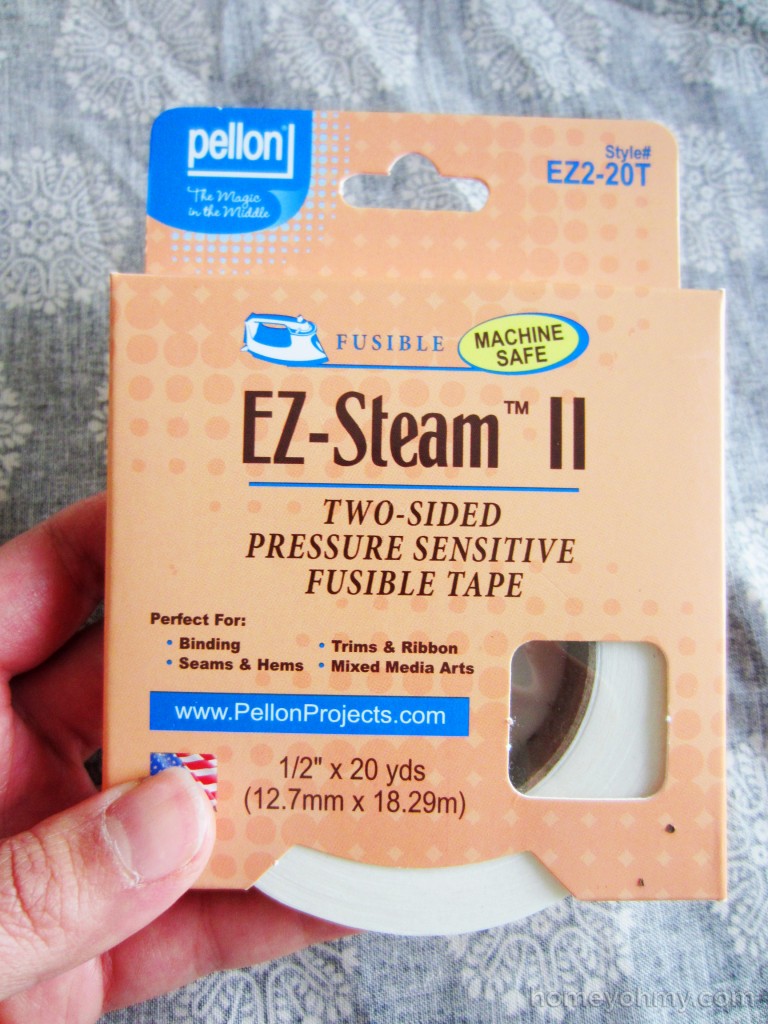 pellon
The Magic
in the Middle
Style#
EZ2-20T
FUSIBLE
MACHINE
SAFE
EZ-Steam™ II
TWO-SIDED
PRESSURE SENSITIVE
FUSIBLE TAPE
Perfect For:
• Binding • Trims & Ribbon
• Seams & Hems • Mixed Media Arts
www.PellonProjects.com
1/2" x 20 yds
(12.7mm x 18.29m)
homeyohmy.com